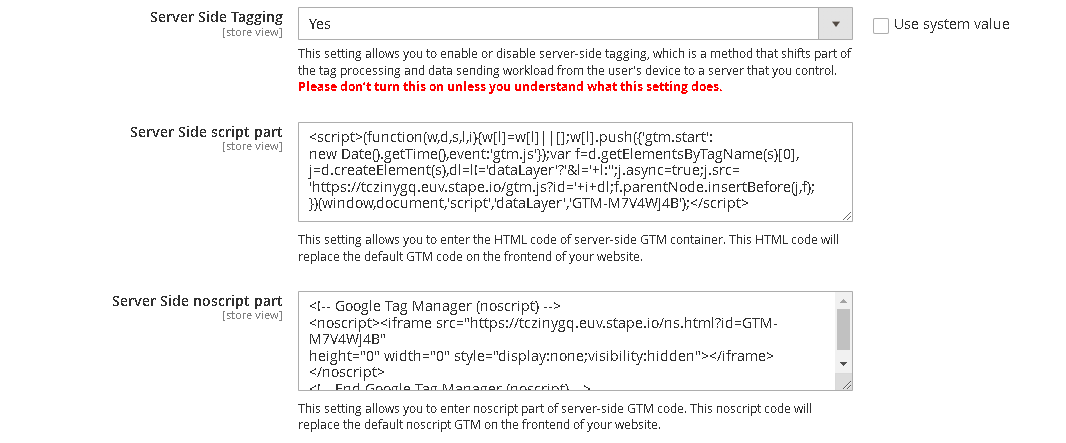 Server Side Tagging
[store view]
Yes
Use system value
This setting allows you to enable or disable server-side tagging, which is a method that shifts part of
the tag processing and data sending workload from the user's device to a server that you control.
Please don't turn this on unless you understand what this setting does.
Server Side script part
[store view]
<script>(function(w,d,s,l,i){w[l]=w[l]||[];w[l].push({'gtm.start':
new Date().getTime(),event:'gtm.js'});var f=d.getElementsByTagName(s)[0],
j=d.createElement(s),dl=l!='dataLayer'?'&l='+l:'';j.async=true;j.src=
'https://tczinygq.euv.stape.io/gtm.js?id='+i+dl;f.parentNode.insertBefore(j,f);
})(window,document,'script','dataLayer','GTM-M7V4WJ4B');</script>
This setting allows you to enter the HTML code of server-side GTM container. This HTML code will
replace the default GTM code on the frontend of your website.
Server Side noscript part
[store view]
<!-- Google Tag Manager (noscript) -->
<noscript><iframe src="https://tczinygq.euv.stape.io/ns.html?id=GTM-
M7V4WJ4B"
height="0" width="0" style="display:none;visibility:hidden"></iframe>
</noscript>
<!-- End Google Tag Manager (noscript) -->
This setting allows you to enter noscript part of server-side GTM code. This noscript code will
replace the default noscript GTM on the frontend of your website.